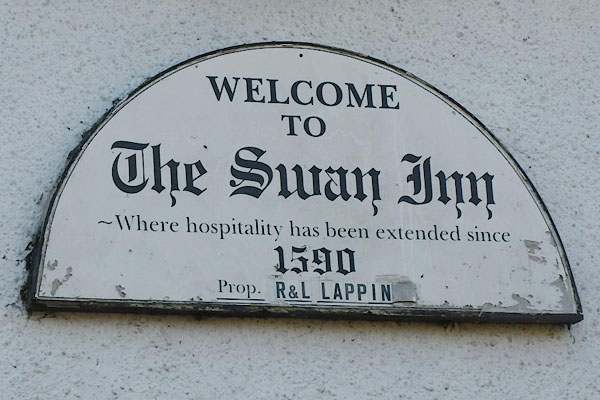 WELCOME
TO
The Swan Inn
~Where hospitality has been extended since
1590
Prop. R&L LAPPIN